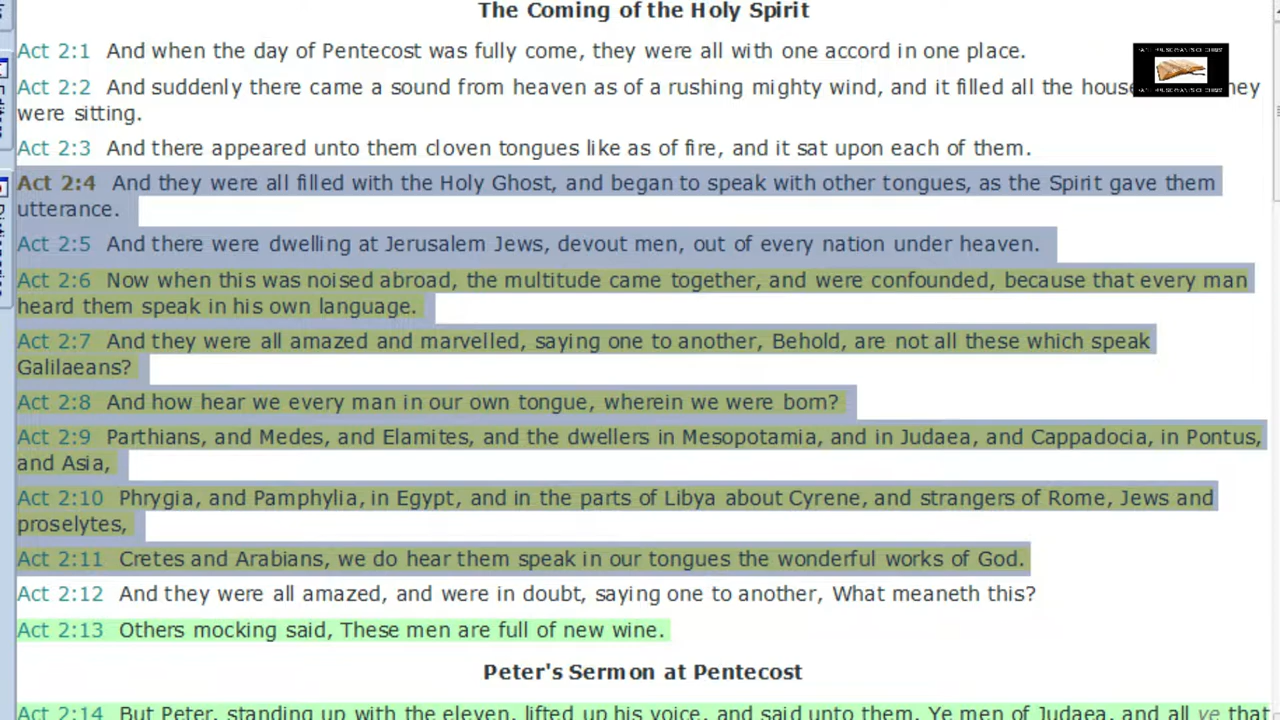 The Coming of the Holy Spirit
Act 2:1 And when the day of Pentecost was fully come, they were all with one accord in one place.
Act 2:2 And suddenly there came a sound from heaven as of a rushing mighty wind, and it filled all the house
were sitting.
Act 2:3 And there appeared unto them cloven tongues like as of fire, and it sat upon each of them.
Act 2:4 And they were all filled with the Holy Ghost, and began to speak with other tongues, as the Spirit gave them
utterance.
Act 2:5 And there were dwelling at Jerusalem Jews, devout men, out of every nation under heaven.
Act 2:6 Now when this was noised abroad, the multitude came together, and were confounded, because that every man
heard them speak in his own language.
Act 2:7 And they were all amazed and marvelled, saying one to another, Behold, are not all these which speak
Galilaeans?
Act 2:8 And how hear we every man in our own tongue, wherein we were born?
Act 2:9 Parthians, and Medes, and Elamites, and the dwellers in Mesopotamia, and in Judaea, and Cappadocia, in Pontus,
and Asia,
Act 2:10 Phrygia, and Pamphylia, in Egypt, and in the parts of Libya about Cyrene, and strangers of Rome, Jews and
proselytes,
Act 2:11 Cretes and Arabians, we do hear them speak in our tongues the wonderful works of God.
Act 2:12 And they were all amazed, and were in doubt, saying one to another, What meaneth this?
Act 2:13 Others mocking said, These men are full of new wine.
Peter's Sermon at Pentecost
Act 2:14 But Peter, standing up with the eleven, lifted up his voice, and said unto them, Ye men of Judaea, and all ye that